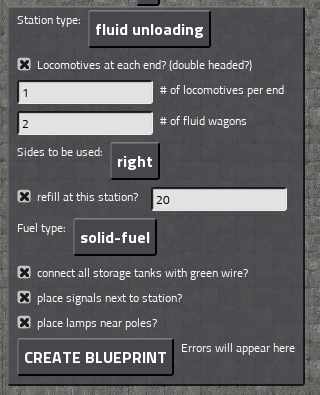 Station type: fluid unloading
Locomotives at each end? (double headed?)
1 # of locomotives per end
2 # of fluid wagons
Sides to be used: right
refill at this station? 20
Fuel type: solid-fuel
connect all storage tanks with green wire?
place signals next to station?
place lamps near poles?
CREATE BLUEPRINT Errors will appear here